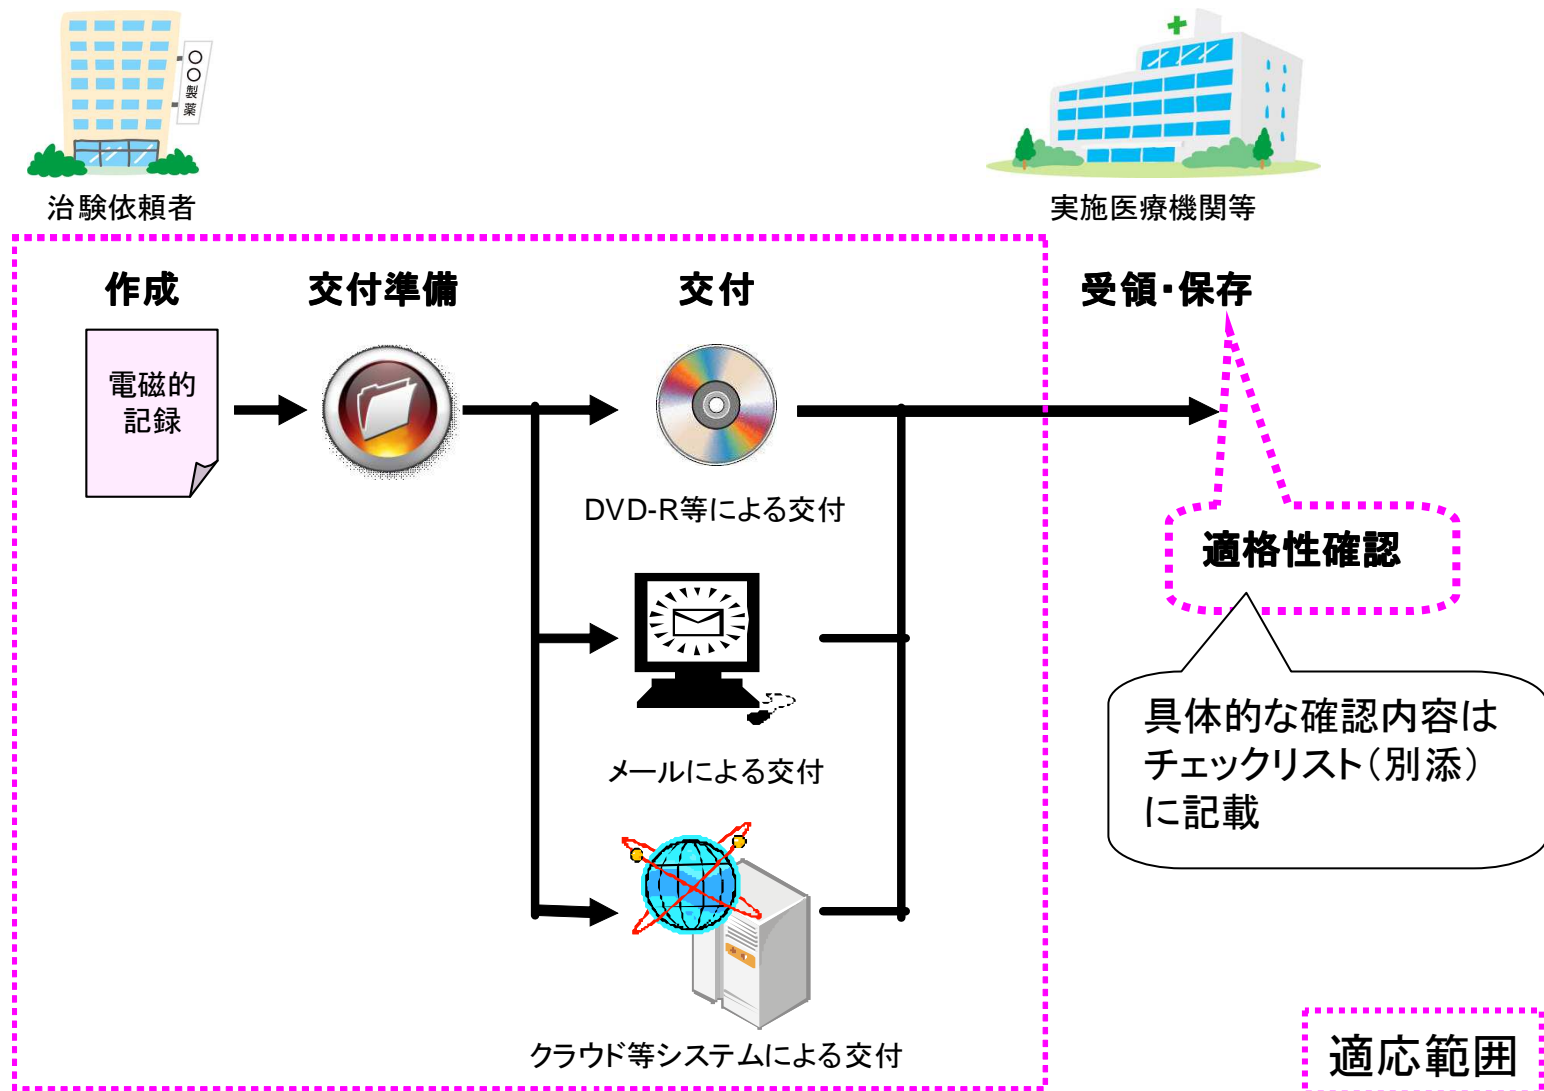 〇〇製薬
治験依頼者
実施医療機関等
作成
交付準備
交付
受領・保存
電磁的
記録
DVD-R等による交付
適格性確認
具体的な確認内容は
チェックリスト（別添）
に記載
メールによる交付
クラウド等システムによる交付
適応範囲